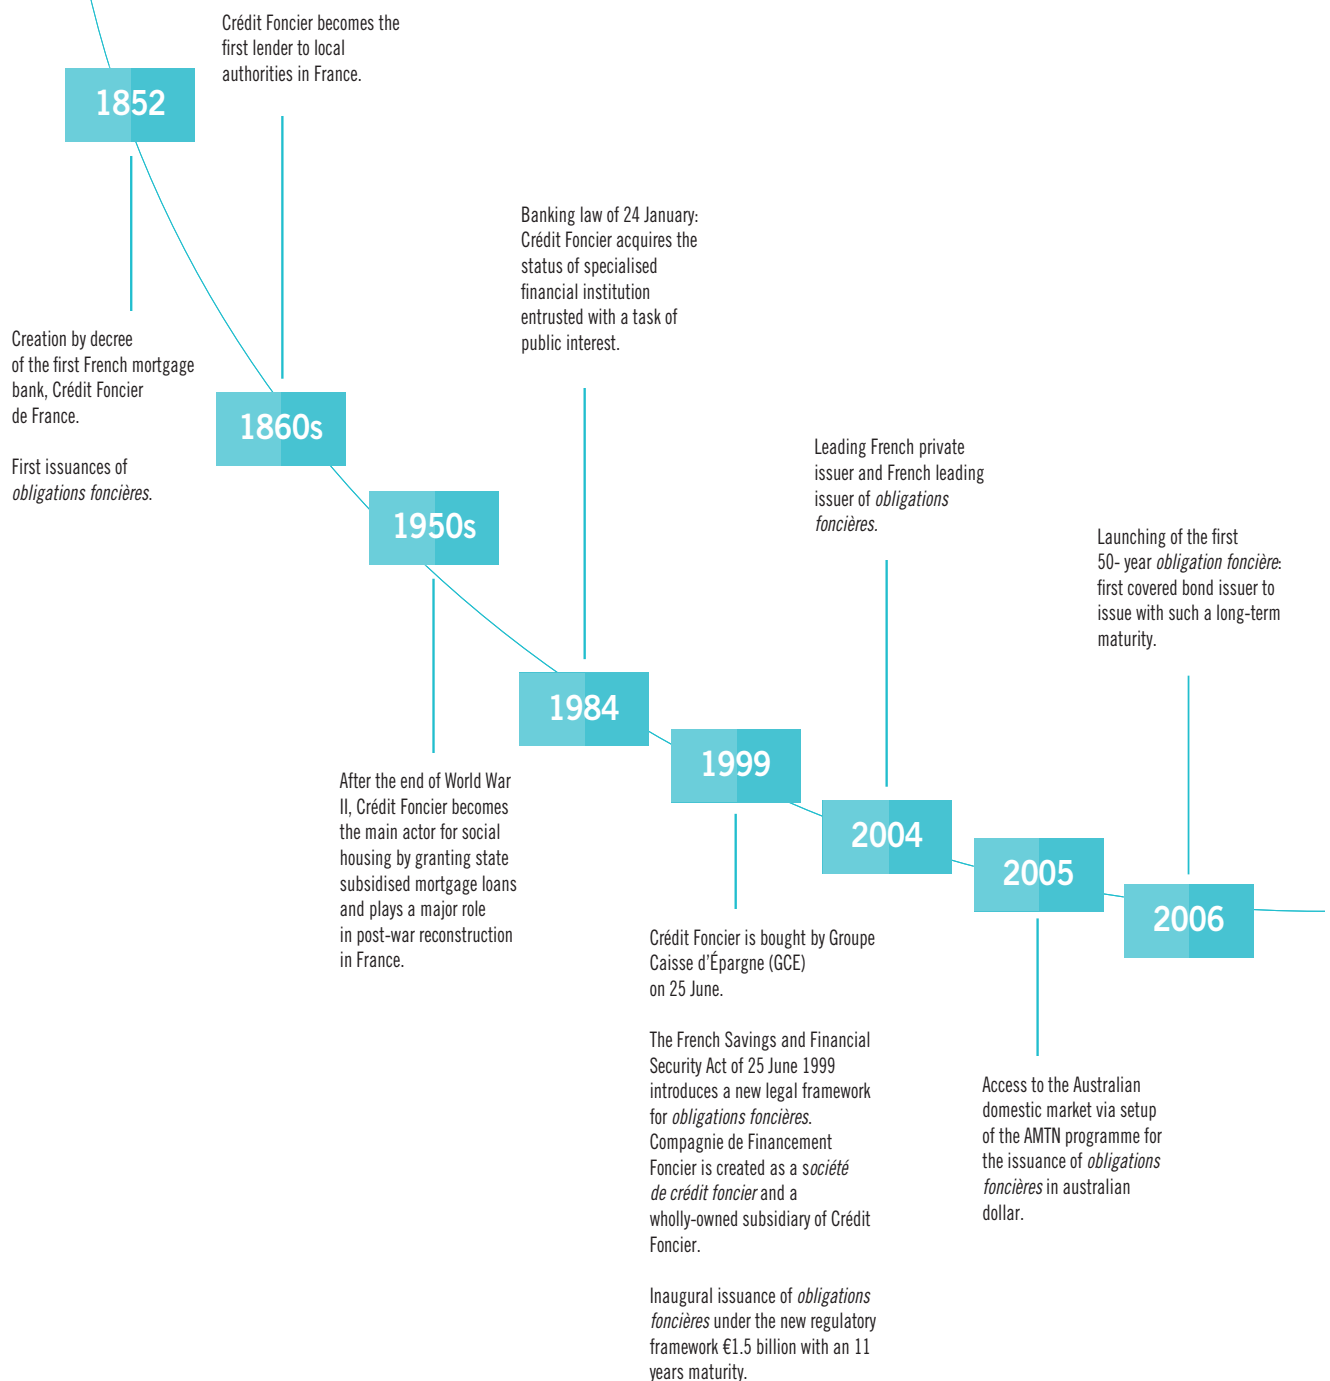 1852
Creation by decree
of the first French mortgage
bank, Crédit Foncier
de France.
First issuances of
obligations foncières.
Crédit Foncier becomes the
first lender to local
authorities in France.
1860s
1950s
After the end of World War
II, Crédit Foncier becomes
the main actor for social
housing by granting state
subsidised mortgage loans
and plays a major role
in post-war reconstruction
in France.
Banking law of 24 January:
Crédit Foncier acquires the
status of specialised
financial institution
entrusted with a task of
public interest.
1984
1999
Crédit Foncier is bought by Groupe
Caisse d’Épargne (GCE)
on 25 June.
The French Savings and Financial
Security Act of 25 June 1999
introduces a new legal framework
for obligations foncières.
Compagnie de Financement
Foncier is created as a société
de crédit foncier and a
wholly-owned subsidiary of Crédit
Foncier.
Inaugural issuance of obligations
foncières under the new regulatory
framework €1.5 billion with an 11
years maturity.
Leading French private
issuer and French leading
issuer of obligations
foncières.
2004
2005
Access to the Australian
domestic market via setup
of the AMTN programme for
the issuance of obligations
foncières in australian
dollar.
Launching of the first
50- year obligation foncière:
first covered bond issuer to
issue with such a long-term
maturity.
2006